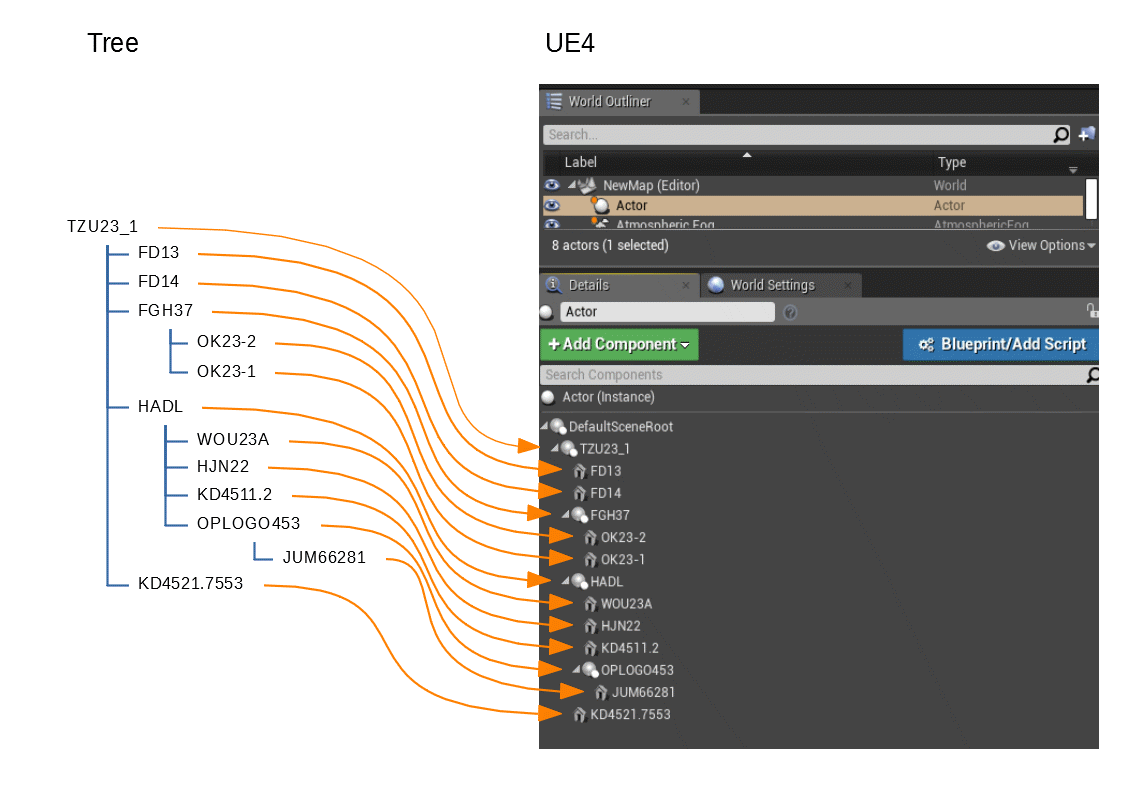 Tree
UE4
TZU23_1
FD13
FD14
FGH37
OK23-2
OK23-1
HADL
WOU23A
HJN22
KD4511.2
OPLOGO453
JUM66281
KD4521.7553
World Outliner
Search...
Label Type
NewMap (Editor) World
Actor Actor
Atmospheric Fog AtmosphericFog
8 actors (1 selected) View Options
Details World Settings
Actor
+Add Component Blueprint/Add Script
Search Components
Actor (Instance)
DefaultSceneRoot
TZU23_1
FD13
FD14
FGH37
OK23-2
OK23-1
HADL
WOU23A
HJN22
KD4511.2
OPLOGO453
JUM66281
KD4521.7553